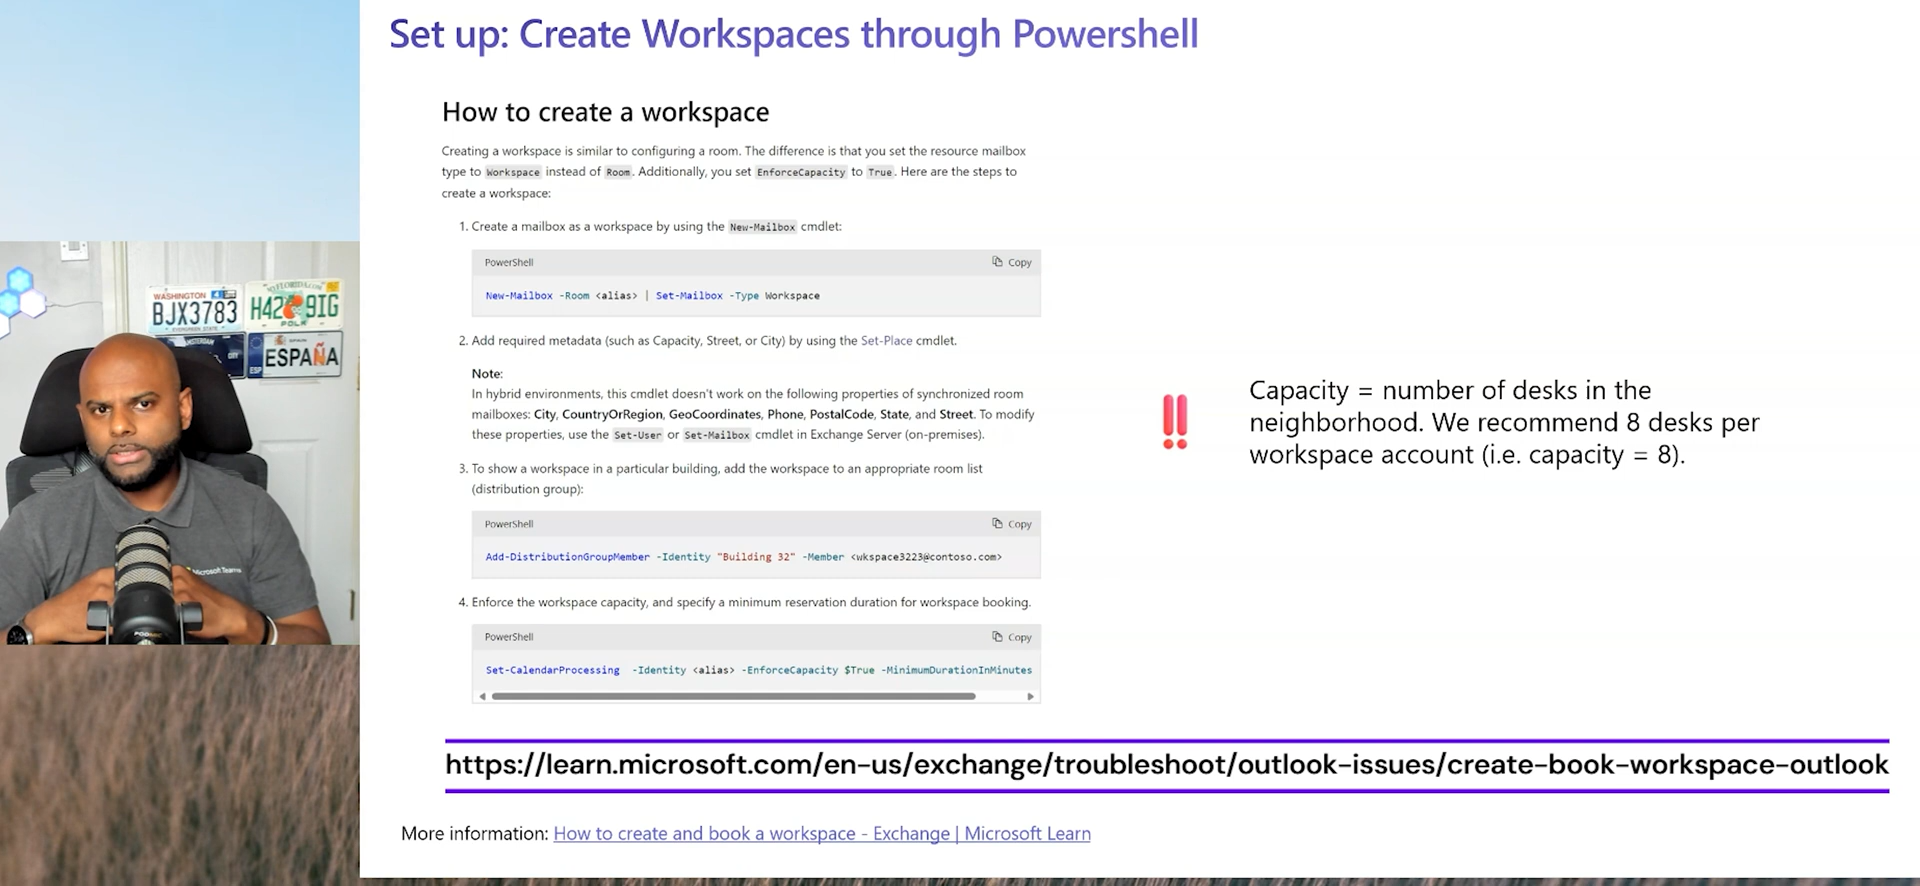 Set up: Create Workspaces through Powershell
How to create a workspace
Creating a workspace is similar to configuring a room. The difference is that you set the resource mailbox
type to Workspace instead of Room. Additionally, you set EnforceCapacity to True. Here are the steps to
create a workspace:
1. Create a mailbox as a workspace by using the New-Mailbox cmdlet:
PowerShell
Copy
New-Mailbox -Room <alias> | Set-Mailbox -Type Workspace
2. Add required metadata (such as Capacity, Street, or City) by using the Set-Place cmdlet.
Note:
In hybrid environments, this cmdlet doesn't work on the following properties of synchronized room
mailboxes: City, CountryOrRegion, GeoCoordinates, Phone, PostalCode, State, and Street. To modify
these properties, use the Set-User or Set-Mailbox cmdlet in Exchange Server (on-premises).
3. To show a workspace in a particular building, add the workspace to an appropriate room list
(distribution group):
PowerShell
Copy
Add-DistributionGroupMember -Identity "Building 32" -Member <wkspace3223@contoso.com>
4. Enforce the workspace capacity, and specify a minimum reservation duration for workspace booking.
PowerShell
Copy
Set-CalendarProcessing -Identity <alias> -EnforceCapacity $True -MinimumDurationInMinutes
‼ Capacity = number of desks in the
neighborhood. We recommend 8 desks per
workspace account (i.e. capacity = 8).
https://learn.microsoft.com/en-us/exchange/troubleshoot/outlook-issues/create-book-workspace-outlook
More information: How to create and book a workspace - Exchange | Microsoft Learn
WASHINGTON
BJX3783
H42 9IG
POLK
AMSTERDAM
ESP
ESPAÑA
Microsoft Teams